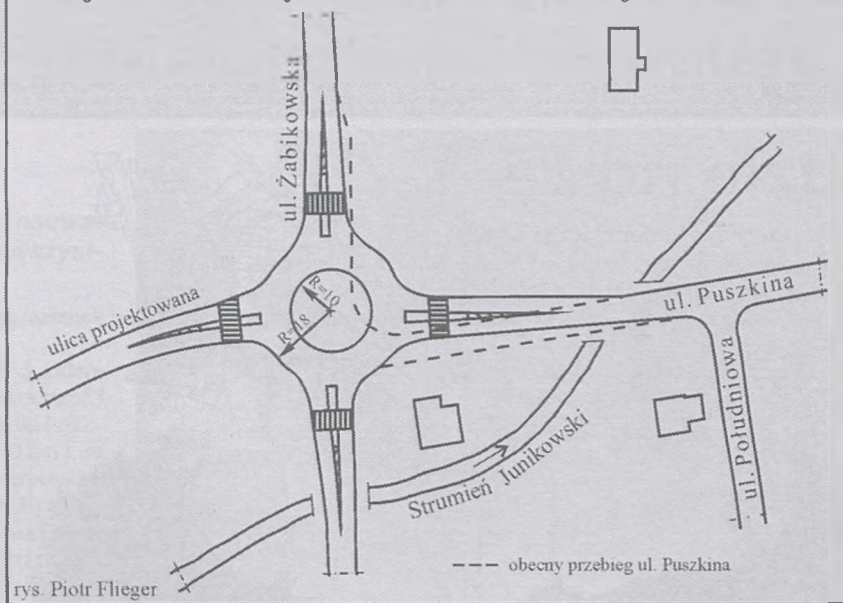 ul. Żabikowska
ulica projektowana
R=10
R=18
ul. Puszkina
ul. Południowa
Strumień Junikowski
obecny przebieg ul. Puszkina
rys. Piotr Flieger